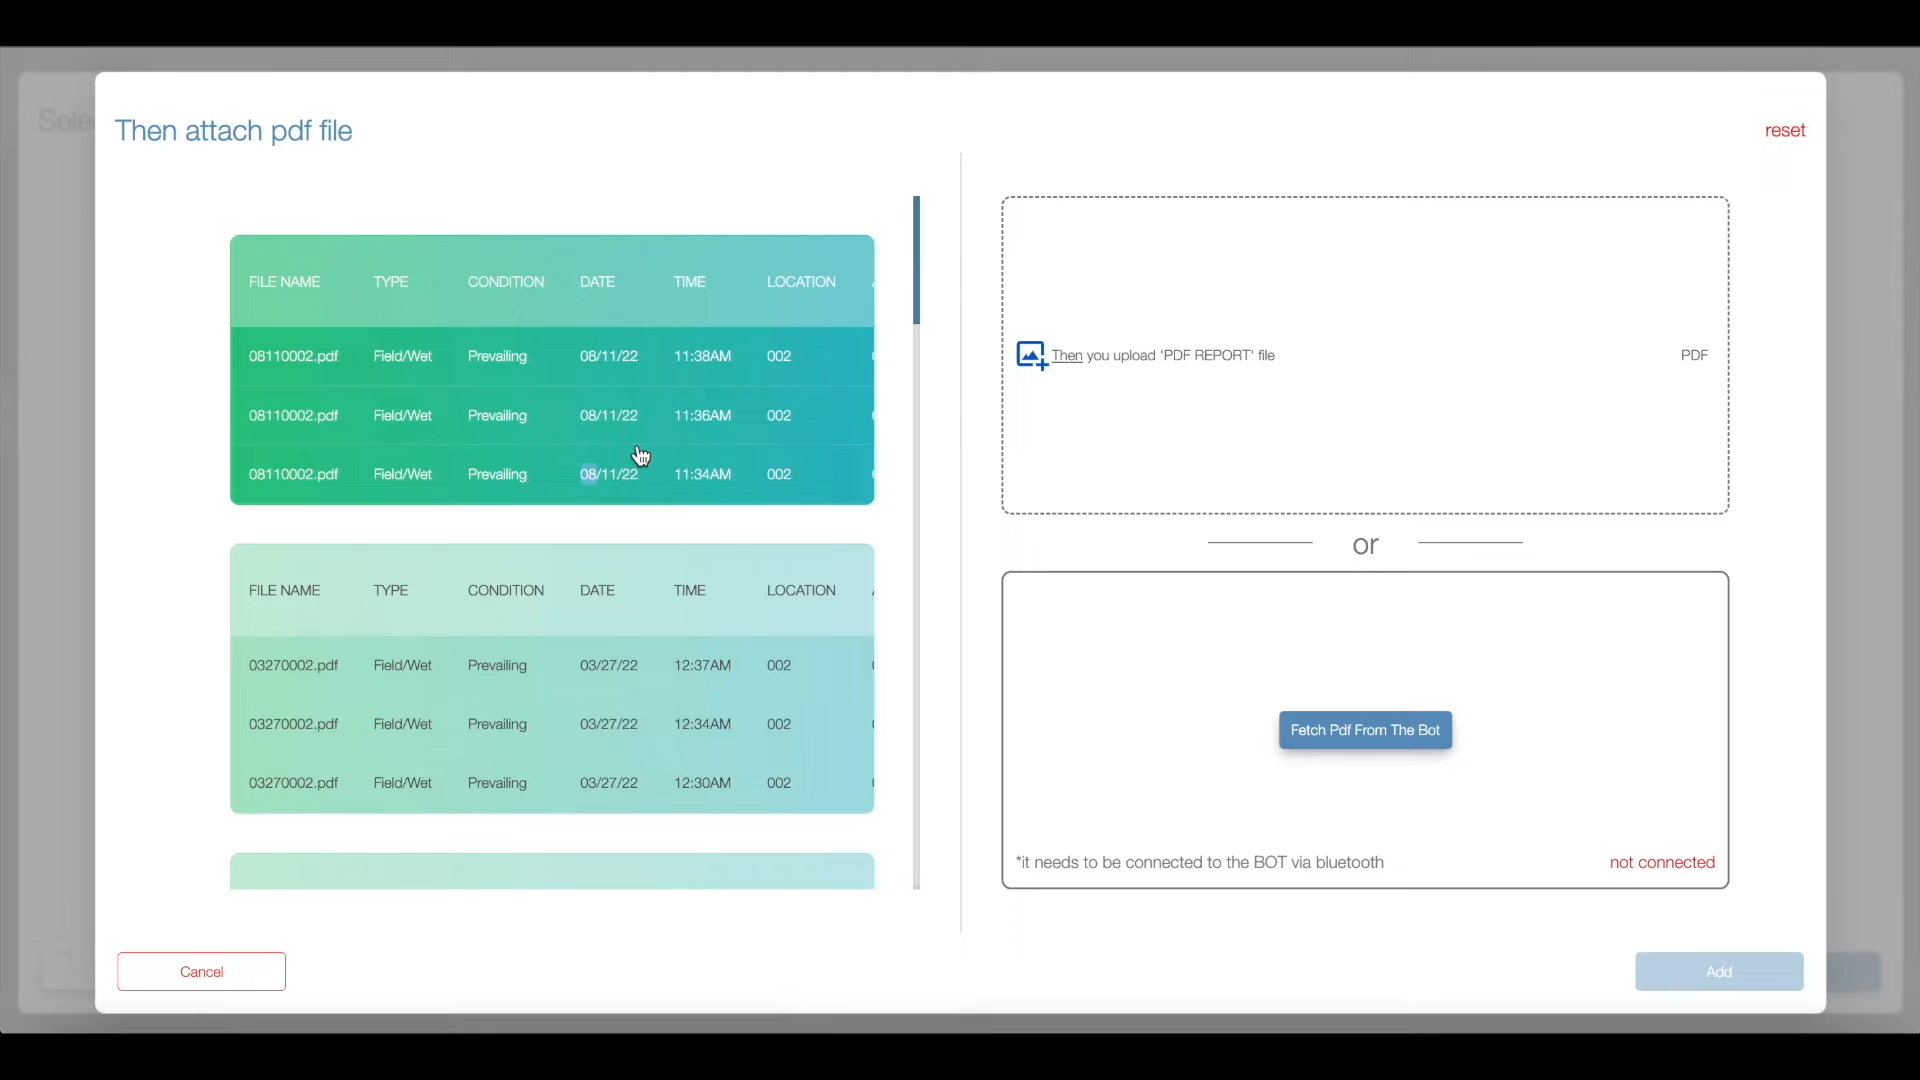 Sele
Then attach pdf file
reset
FILE NAME TYPE CONDITION DATE TIME LOCATION
08110002.pdf Field/Wet Prevailing 08/11/22 11:38AM 002
08110002.pdf Field/Wet Prevailing 08/11/22 11:36AM 002
08110002.pdf Field/Wet Prevailing 08/11/22 11:34AM 002
FILE NAME TYPE CONDITION DATE TIME LOCATION
03270002.pdf Field/Wet Prevailing 03/27/22 12:37AM 002
03270002.pdf Field/Wet Prevailing 03/27/22 12:34AM 002
03270002.pdf Field/Wet Prevailing 03/27/22 12:30AM 002
Then you upload 'PDF REPORT' file PDF
or
Fetch Pdf From The Bot
*it needs to be connected to the BOT via bluetooth not connected
Cancel
Add